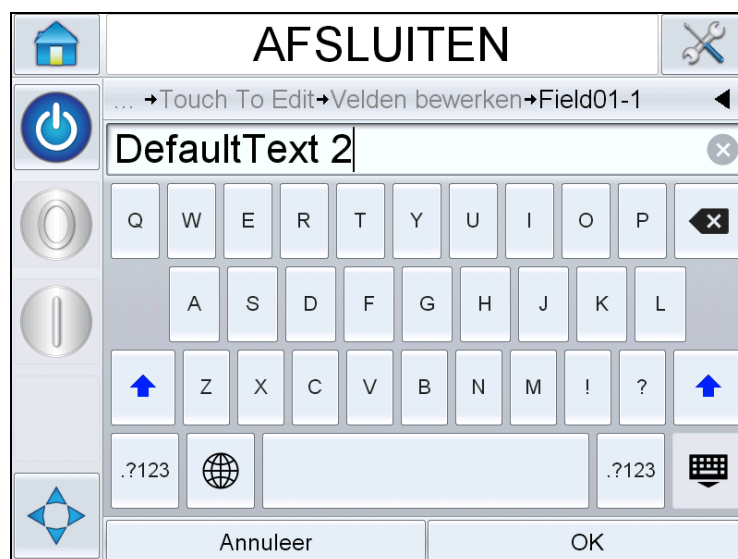 AFSLUITEN
... →Touch To Edit→Velden bewerken→Field01-1
DefaultText 2
Q W E R T Y U I O P
A S D F G H J K L
Z X C V B N M ! ?
.?123 .?123
Annuleer OK